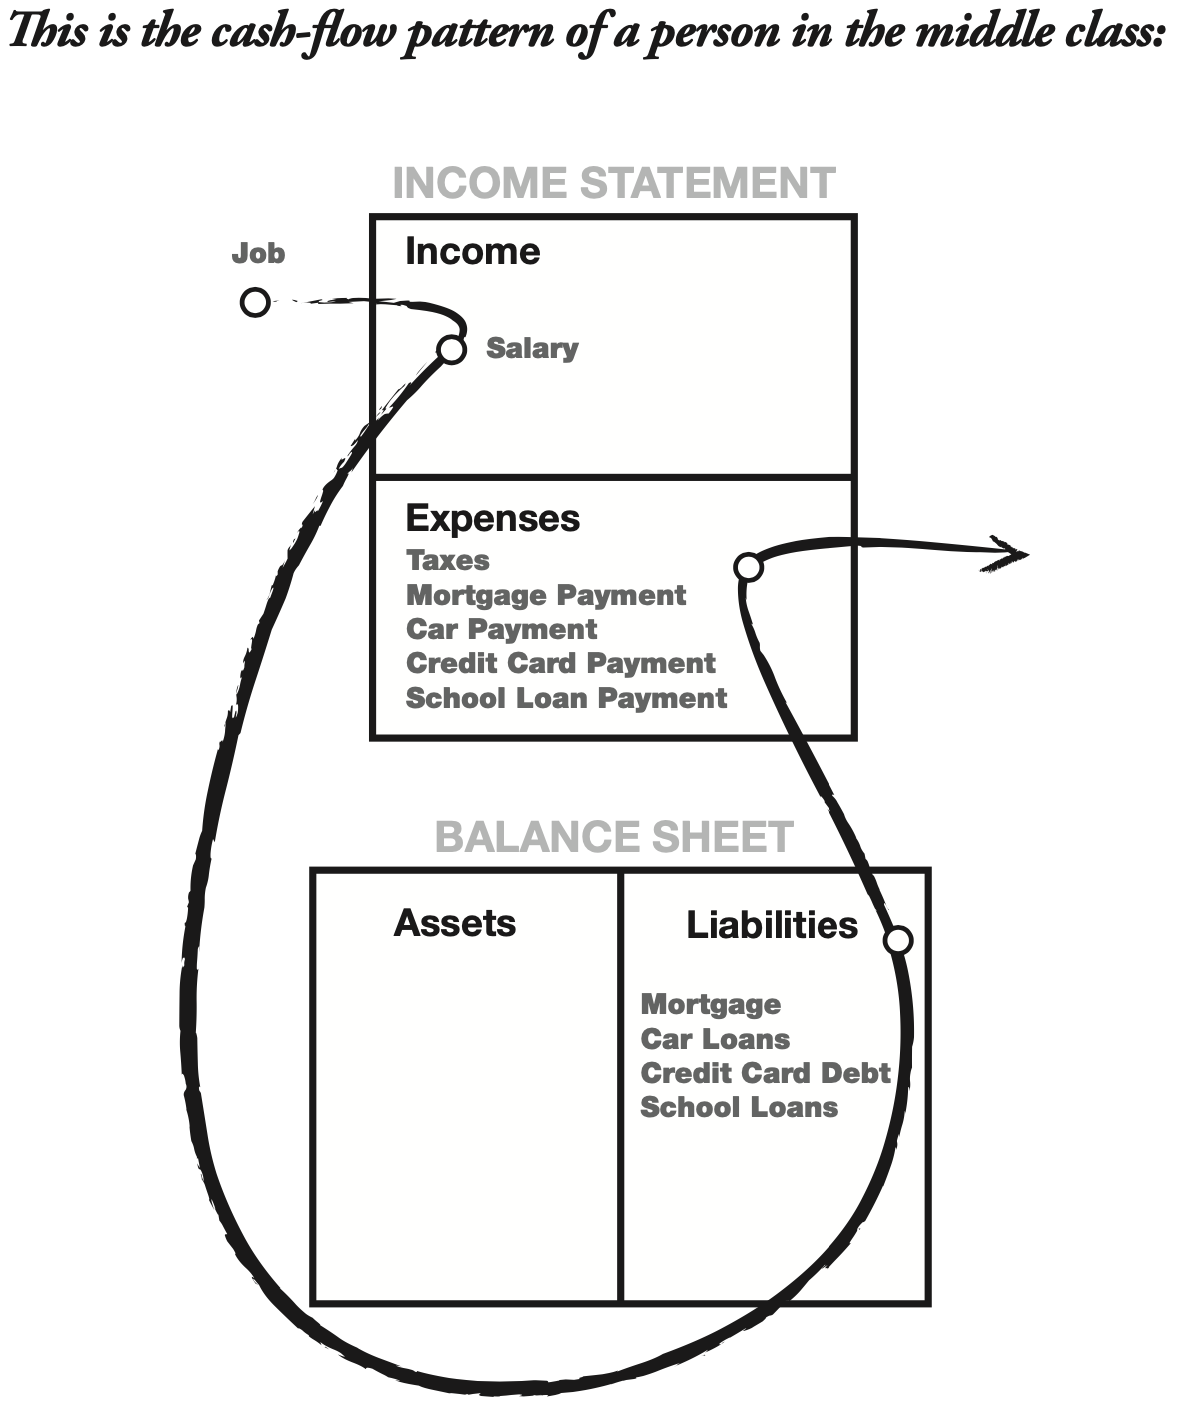 This is the cash-flow pattern of a person in the middle class:
INCOME STATEMENT
Job
Income
Salary
Expenses
Taxes
Mortgage Payment
Car Payment
Credit Card Payment
School Loan Payment
BALANCE SHEET
Assets
Liabilities
Mortgage
Car Loans
Credit Card Debt
School Loans